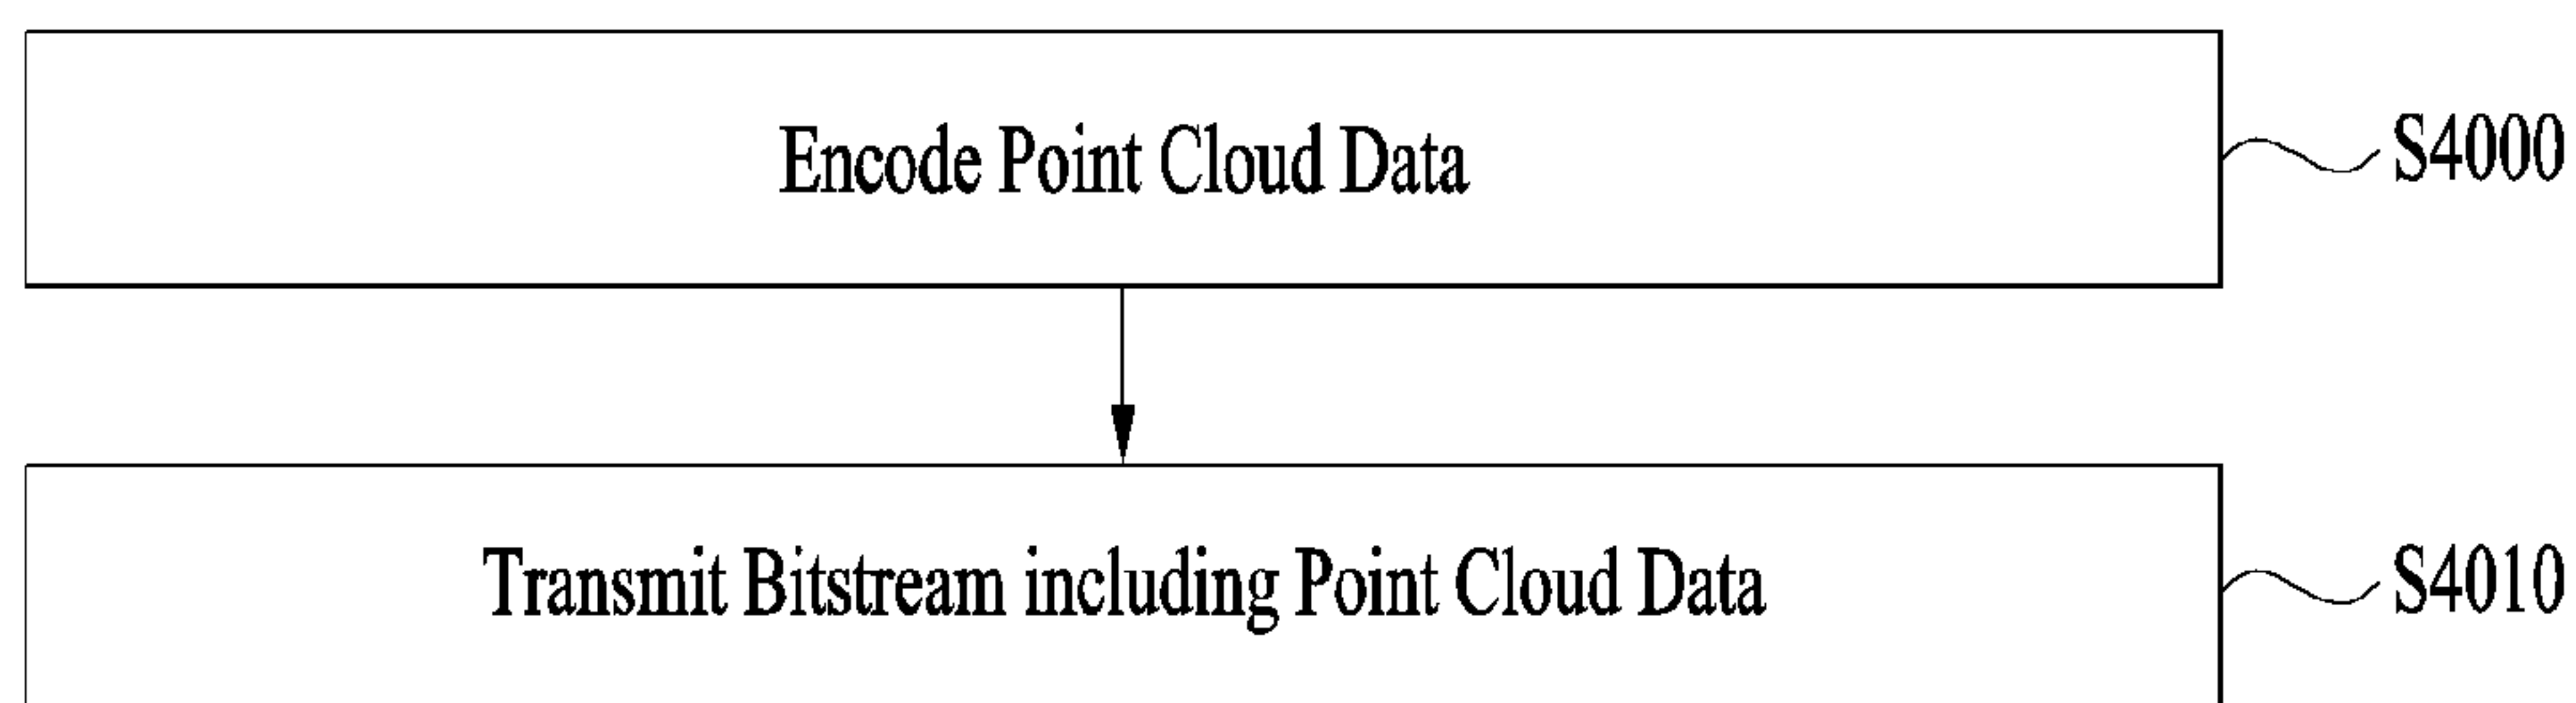 Encode Point Cloud Data
S4000
Transmit Bitstream including Point Cloud Data
S4010